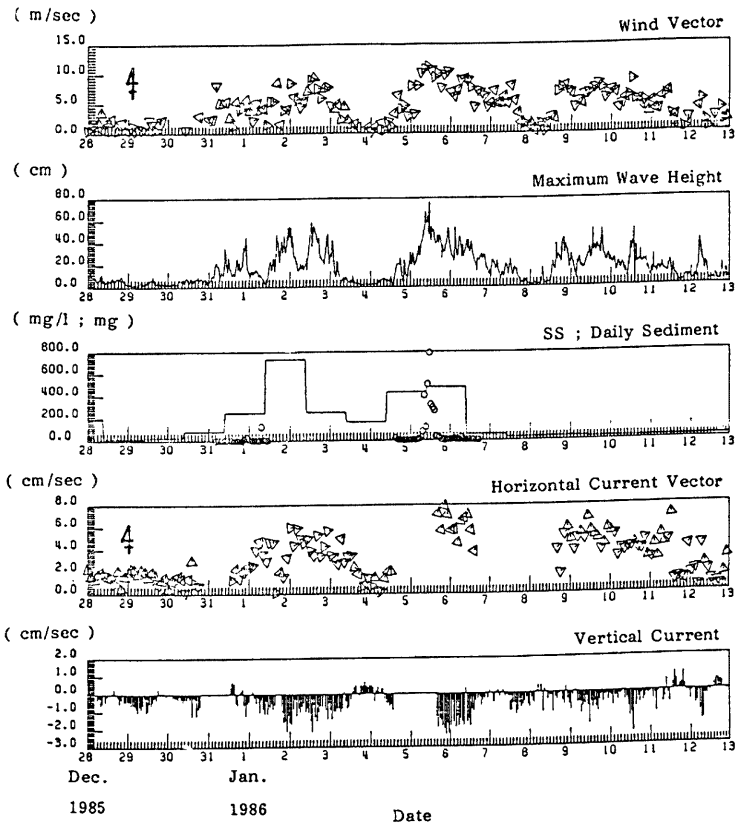 ( m/sec )
Wind Vector
15.0
10.0
5.0
0.0
28 29 30 31 1 2 3 4 5 6 7 8 9 10 11 12 13
( cm )
Maximum Wave Height
80.0
60.0
40.0
20.0
0.0
28 29 30 31 1 2 3 4 5 6 7 8 9 10 11 12 13
( mg/l ; mg )
SS ; Daily Sediment
800.0
600.0
400.0
200.0
0.0
28 29 30 31 1 2 3 4 5 6 7 8 9 10 11 12 13
( cm/sec )
Horizontal Current Vector
8.0
6.0
4.0
2.0
0.0
28 29 30 31 1 2 3 4 5 6 7 8 9 10 11 12 13
( cm/sec )
Vertical Current
2.0
1.0
0.0
-1.0
-2.0
-3.0
28 29 30 31 1 2 3 4 5 6 7 8 9 10 11 12 13
Dec. Jan.
1985 1986 Date